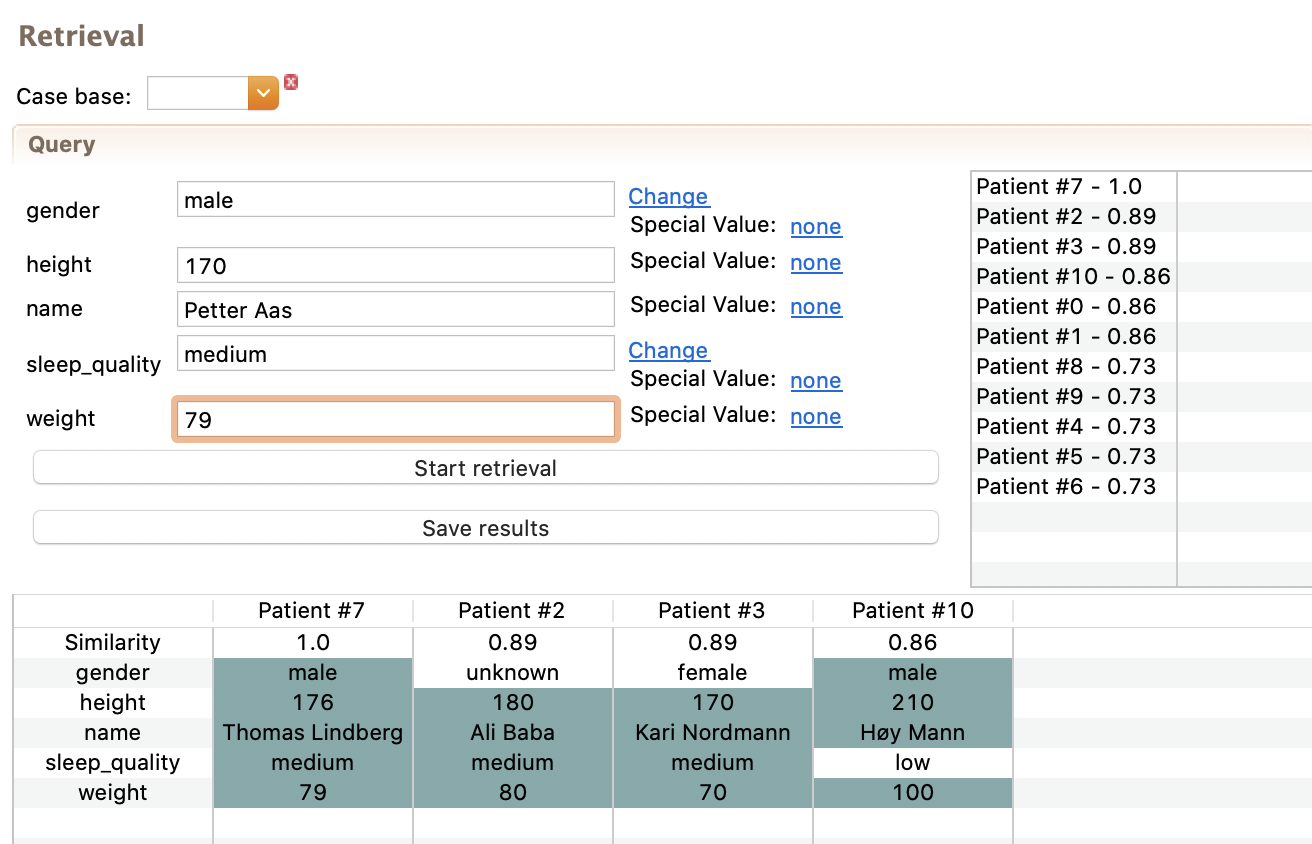 Retrieval
Case base:
Query
gender male Change
Special Value: none
height 170 Special Value: none
name Petter Aas Special Value: none
sleep_quality medium Change
Special Value: none
weight 79 Special Value: none
Start retrieval
Save results
Patient #7 - 1.0
Patient #2 - 0.89
Patient #3 - 0.89
Patient #10 - 0.86
Patient #0 - 0.86
Patient #1 - 0.86
Patient #8 - 0.73
Patient #9 - 0.73
Patient #4 - 0.73
Patient #5 - 0.73
Patient #6 - 0.73
Patient #7 Patient #2 Patient #3 Patient #10
Similarity 1.0 0.89 0.89 0.86
gender male unknown female male
height 176 180 170 210
name Thomas Lindberg Ali Baba Kari Nordmann Høy Mann
sleep_quality medium medium medium low
weight 79 80 70 100